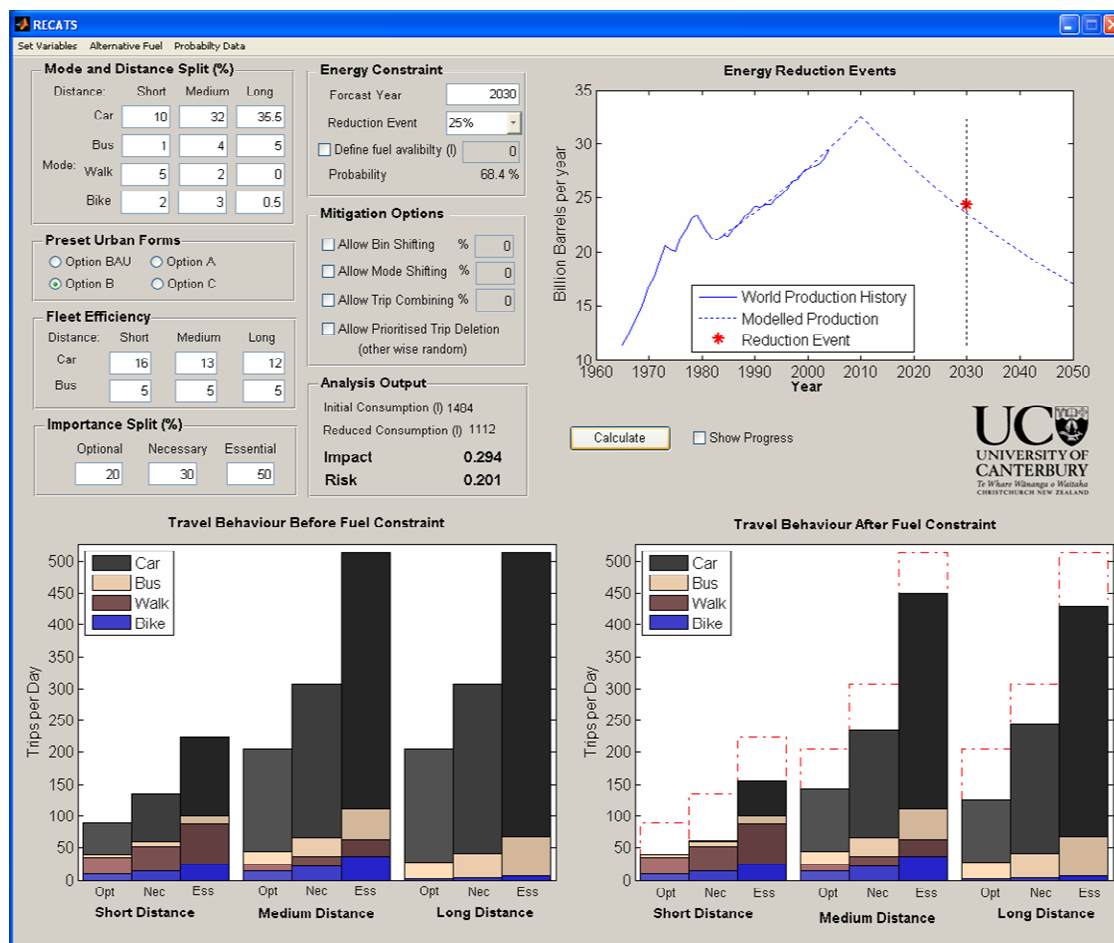 RECATS
Set Variables Alternative Fuel Probabilty Data
Mode and Distance Split (%)
Distance: Short Medium Long
Car 10 32 35.5
Bus 1 4 5
Mode: Walk 5 2 0
Bike 2 3 0.5
Preset Urban Forms
Option BAU Option A
Option B Option C
Fleet Efficiency
Distance: Short Medium Long
Car 16 13 12
Bus 5 5 5
Importance Split (%)
Optional Necessary Essential
20 30 50
Energy Constraint
Forcast Year 2030
Reduction Event 25%
Define fuel availibilty (l) 0
Probability 68.4 %
Mitigation Options
Allow Bin Shifting % 0
Allow Mode Shifting % 0
Allow Trip Combining % 0
Allow Prioritised Trip Deletion
(other wise random)
Analysis Output
Initial Consumption (l) 1484
Reduced Consumption (l) 1112
Impact 0.294
Risk 0.201
Energy Reduction Events
Billion Barrels per year
35
30
25
20
15
10
World Production History
Modelled Production
Reduction Event
1960 1970 1980 1990 2000 2010 2020 2030 2040 2050
Year
Calculate Show Progress
UC
UNIVERSITY OF
CANTERBURY
Te Whare Wānanga o Waitaha
CHRISTCHURCH NEW ZEALAND
Travel Behaviour Before Fuel Constraint
Trips per Day
500
450
400
350
300
250
200
150
100
50
0
Car
Bus
Walk
Bike
Opt Nec Ess Opt Nec Ess Opt Nec Ess
Short Distance Medium Distance Long Distance
Travel Behaviour After Fuel Constraint
Trips per Day
500
450
400
350
300
250
200
150
100
50
0
Car
Bus
Walk
Bike
Opt Nec Ess Opt Nec Ess Opt Nec Ess
Short Distance Medium Distance Long Distance